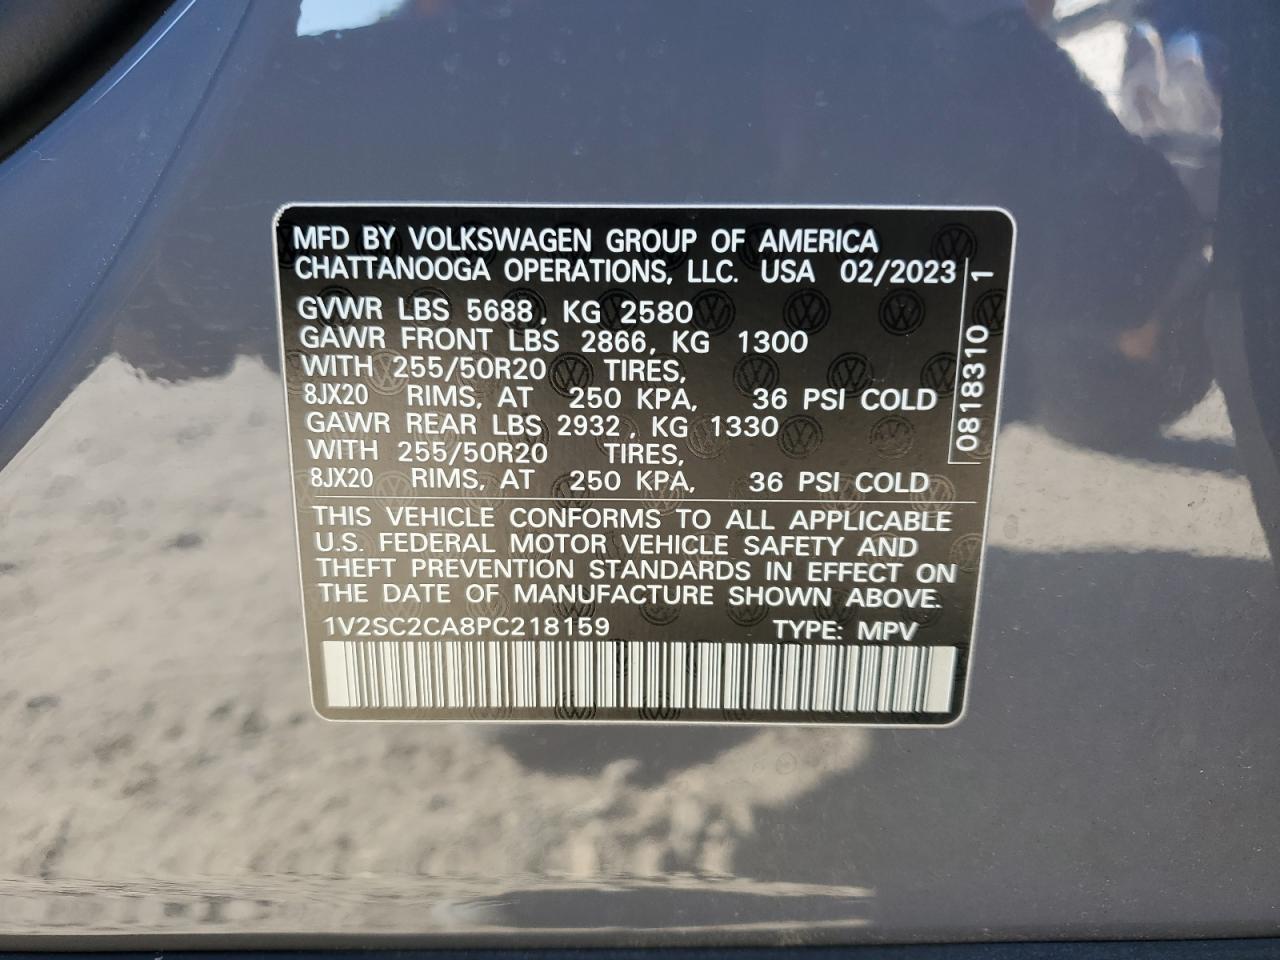 MFD BY VOLKSWAGEN GROUP OF AMERICA
CHATTANOOGA OPERATIONS, LLC. USA 02/2023
GVWR LBS 5688, KG 2580
GAWR FRONT LBS 2866, KG 1300
WITH 255/50R20 TIRES,
8JX20 RIMS, AT 250 KPA, 36 PSI COLD
GAWR REAR LBS 2932, KG 1330
WITH 255/50R20 TIRES,
8JX20 RIMS, AT 250 KPA, 36 PSI COLD
THIS VEHICLE CONFORMS TO ALL APPLICABLE
U.S. FEDERAL MOTOR VEHICLE SAFETY AND
THEFT PREVENTION STANDARDS IN EFFECT ON
THE DATE OF MANUFACTURE SHOWN ABOVE.
1V2SC2CA8PC218159 TYPE: MPV
0818310 1